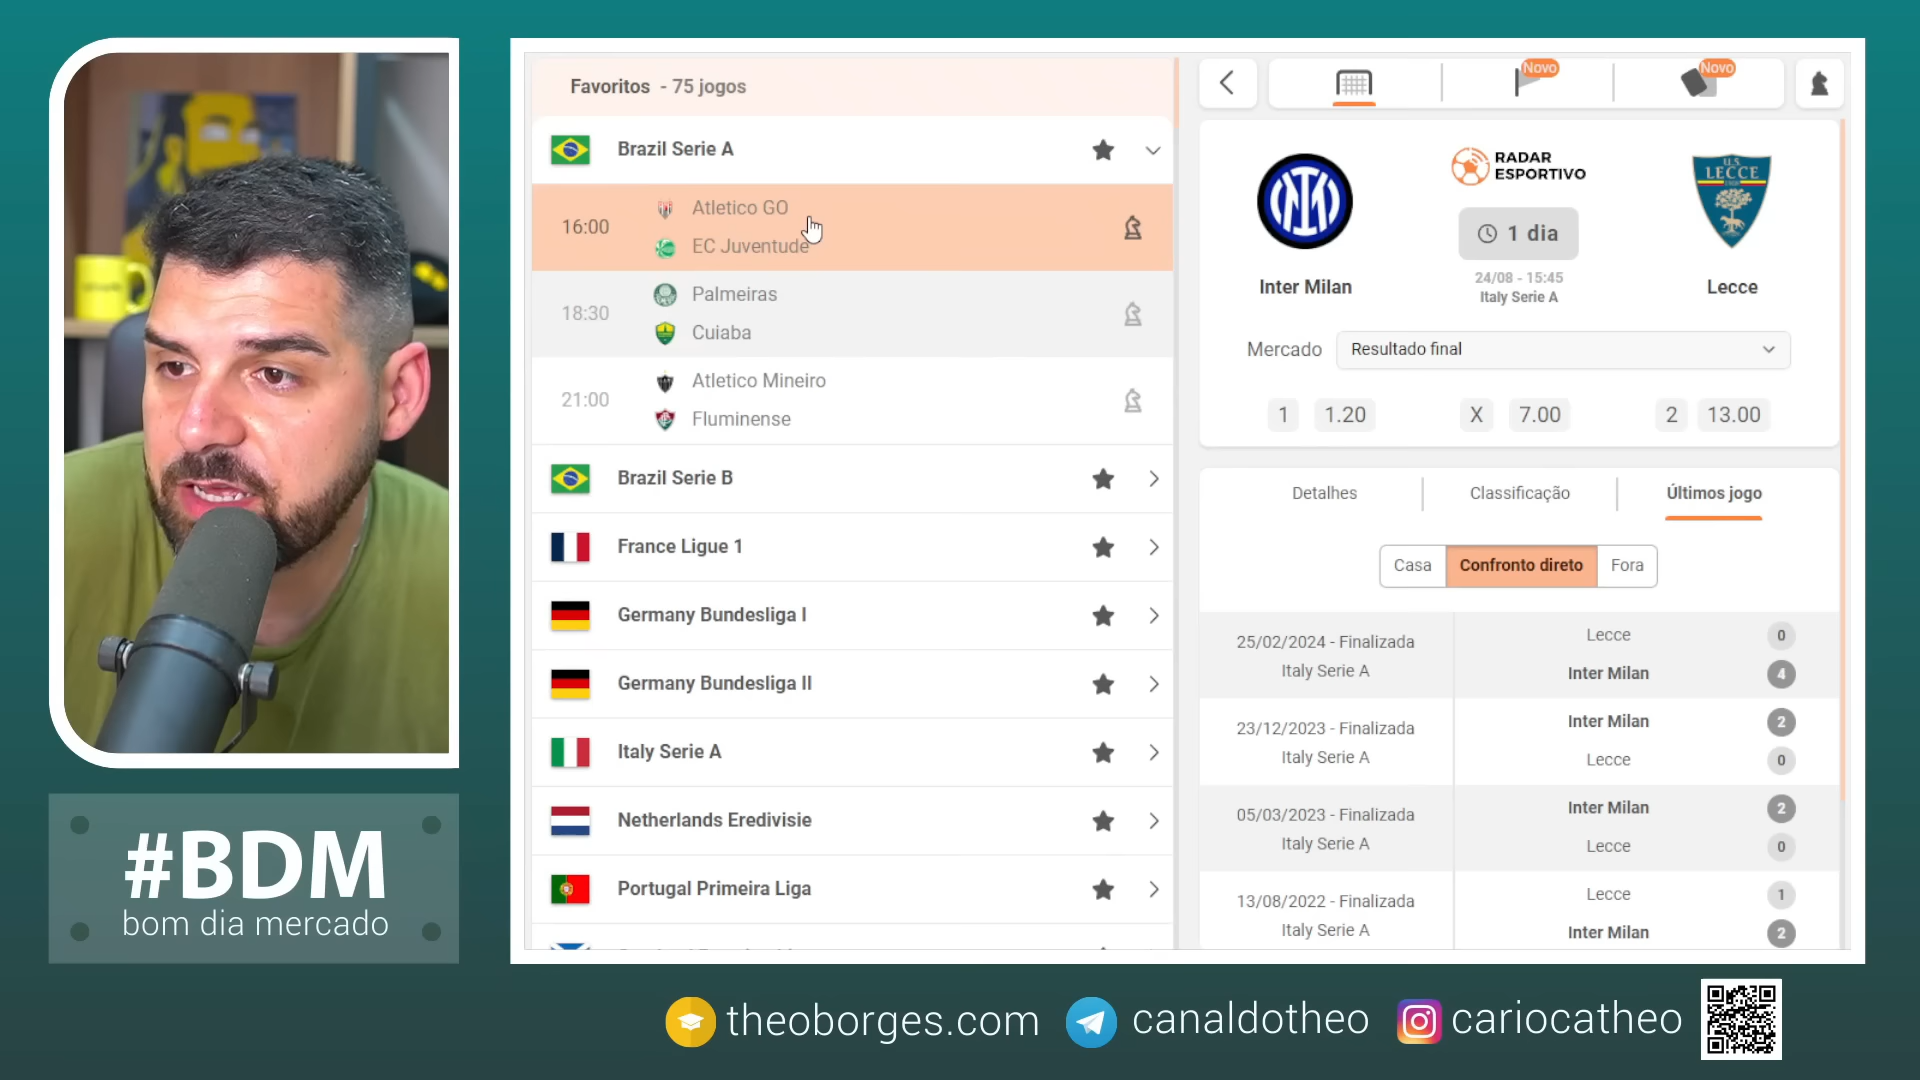 Favoritos - 75 jogos
Brazil Serie A
16:00
Atletico GO
EC Juventude
18:30
Palmeiras
Cuiaba
21:00
Atletico Mineiro
Fluminense
Brazil Serie B
France Ligue 1
Germany Bundesliga I
Germany Bundesliga II
Italy Serie A
Netherlands Eredivisie
Portugal Primeira Liga
Novo
Novo
RADAR
ESPORTIVO
U.S.
LECCE
1 dia
24/08 - 15:45
Italy Serie A
Inter Milan
Lecce
Mercado Resultado final
1 1.20 X 7.00 2 13.00
Detalhes Classificação Últimos jogo
Casa Confronto direto Fora
25/02/2024 - Finalizada
Italy Serie A
Lecce 0
Inter Milan 4
23/12/2023 - Finalizada
Italy Serie A
Inter Milan 2
Lecce 0
05/03/2023 - Finalizada
Italy Serie A
Inter Milan 2
Lecce 0
13/08/2022 - Finalizada
Italy Serie A
Lecce 1
Inter Milan 2
#BDM
bom dia mercado
theoborges.com canaldotheo cariocatheo